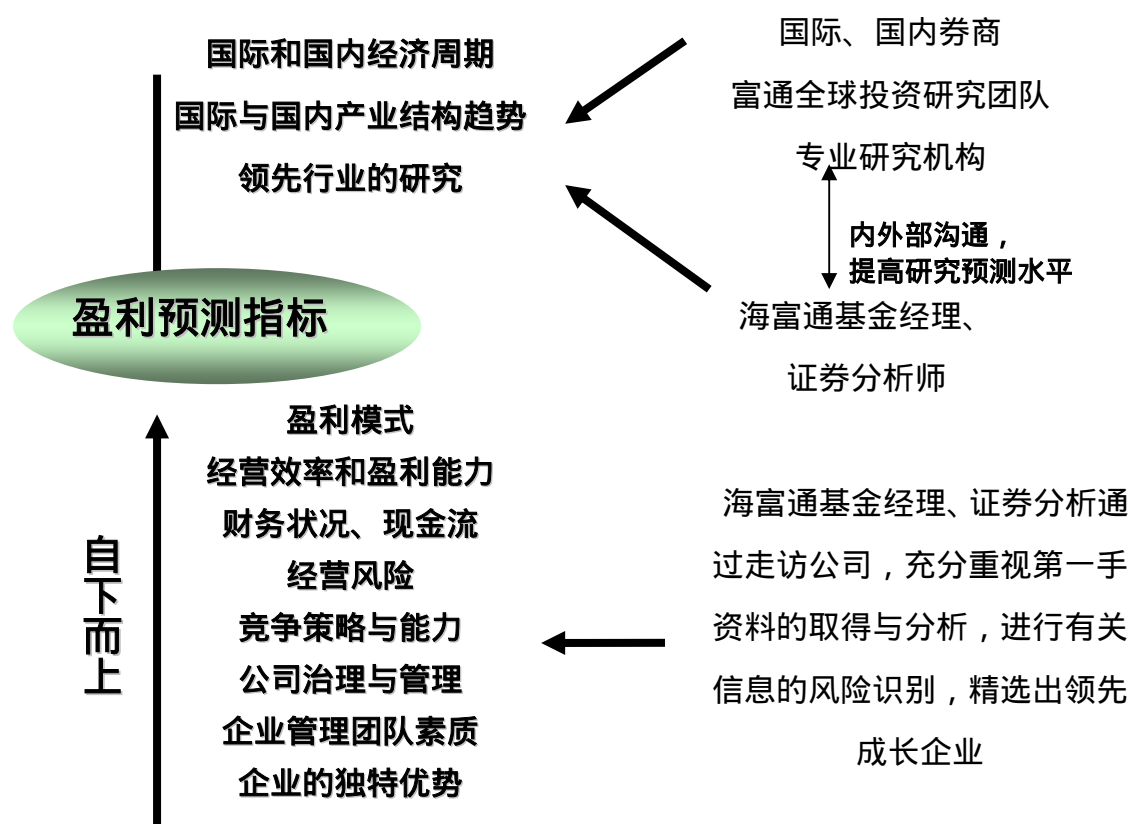 国际和国内经济周期
国际与国内产业结构趋势
领先行业的研究
国际、国内券商
富通全球投资研究团队
专业研究机构
内外部沟通，
提高研究预测水平
海富通基金经理、
证券分析师
盈利预测指标
自下而上
盈利模式
经营效率和盈利能力
财务状况、现金流
经营风险
竞争策略与能力
公司治理与管理
企业管理团队素质
企业的独特优势
海富通基金经理、证券分析通
过走访公司，充分重视第一手
资料的取得与分析，进行有关
信息的风险识别，精选出领先
成长企业